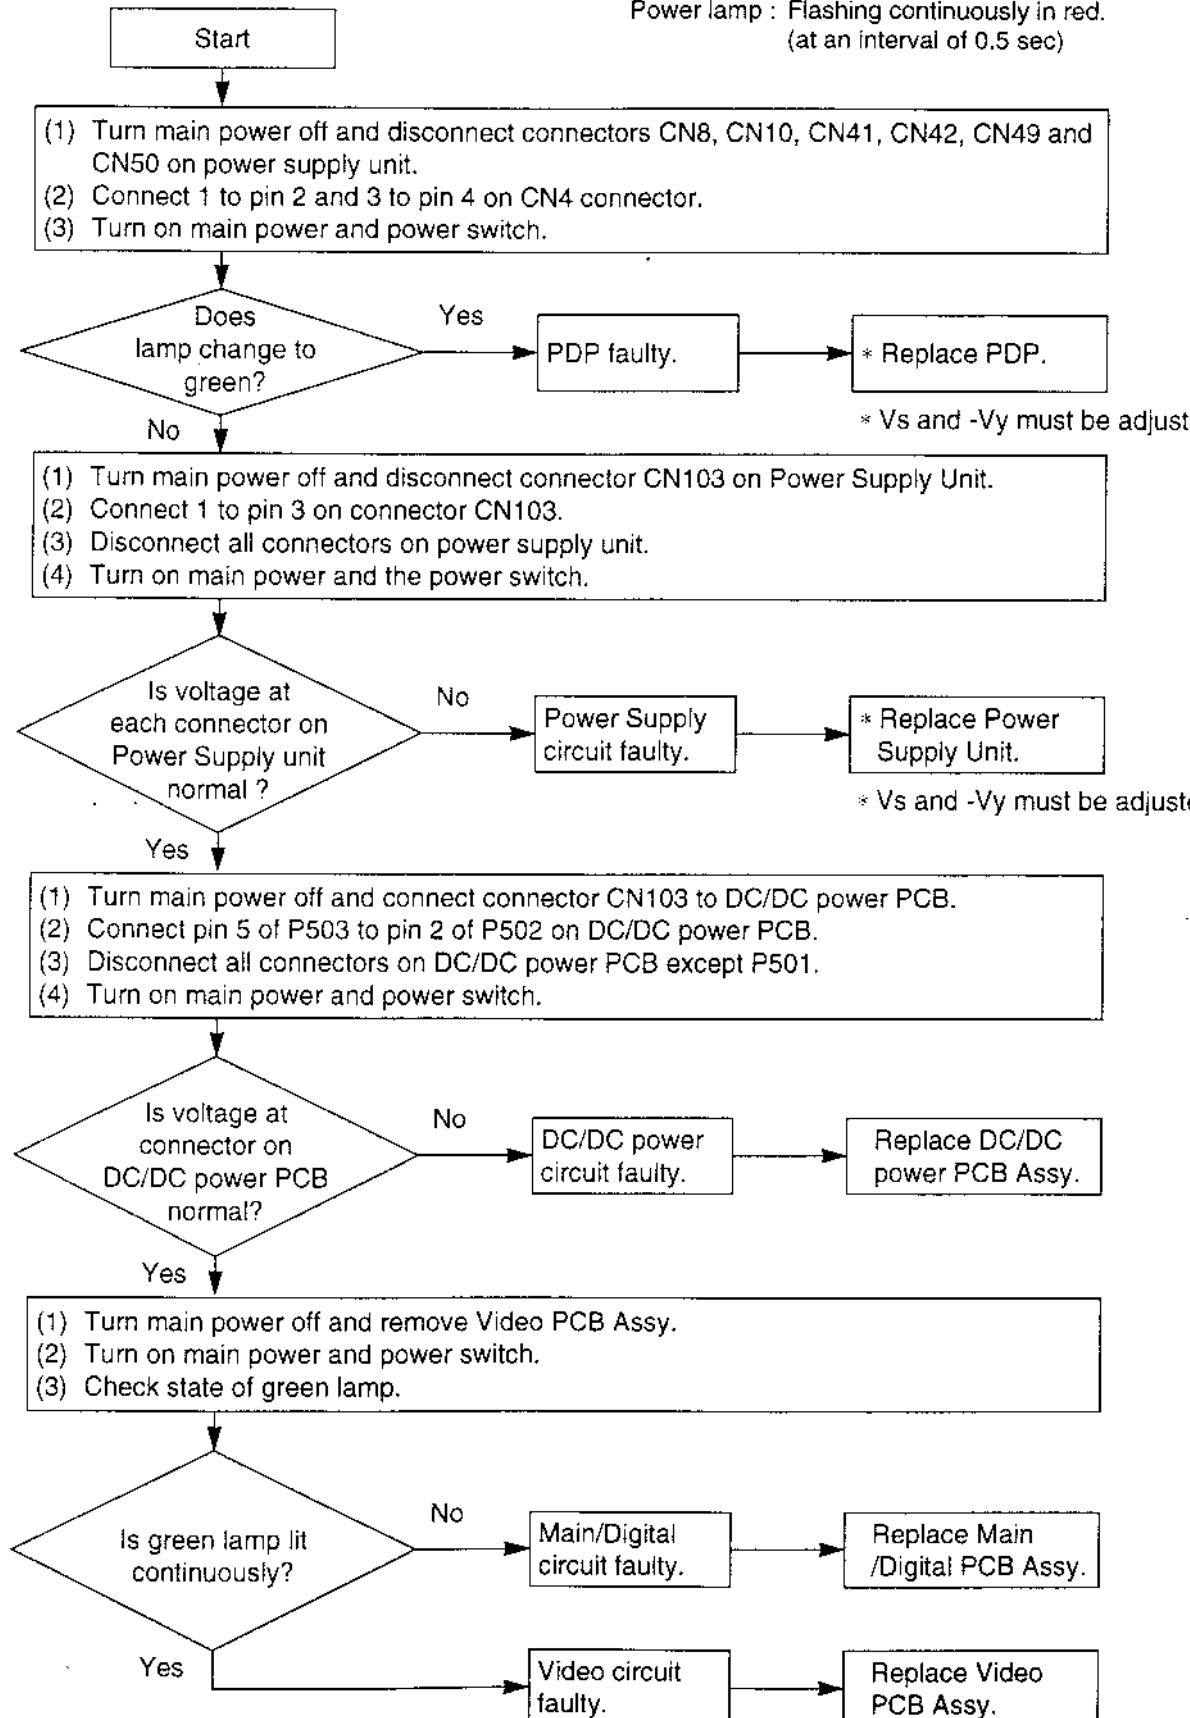 Power lamp : Flashing continuously in red.
(at an interval of 0.5 sec)
Start
(1) Turn main power off and disconnect connectors CN8, CN10, CN41, CN42, CN49 and
CN50 on power supply unit.
(2) Connect 1 to pin 2 and 3 to pin 4 on CN4 connector.
(3) Turn on main power and power switch.
Does
lamp change to
green?
Yes
PDP faulty.
* Replace PDP.
* Vs and -Vy must be adjust
No
(1) Turn main power off and disconnect connector CN103 on Power Supply Unit.
(2) Connect 1 to pin 3 on connector CN103.
(3) Disconnect all connectors on power supply unit.
(4) Turn on main power and the power switch.
Is voltage at
each connector on
Power Supply unit
normal ?
No
Power Supply
circuit faulty.
* Replace Power
Supply Unit.
* Vs and -Vy must be adjuste
Yes
(1) Turn main power off and connect connector CN103 to DC/DC power PCB.
(2) Connect pin 5 of P503 to pin 2 of P502 on DC/DC power PCB.
(3) Disconnect all connectors on DC/DC power PCB except P501.
(4) Turn on main power and power switch.
Is voltage at
connector on
DC/DC power PCB
normal?
No
DC/DC power
circuit faulty.
Replace DC/DC
power PCB Assy.
Yes
(1) Turn main power off and remove Video PCB Assy.
(2) Turn on main power and power switch.
(3) Check state of green lamp.
Is green lamp lit
continuously?
No
Main/Digital
circuit faulty.
Replace Main
/Digital PCB Assy.
Yes
Video circuit
faulty.
Replace Video
PCB Assy.